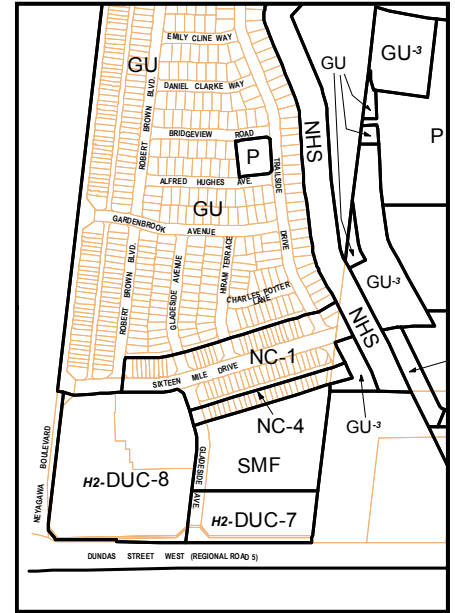 EMILY CLINE WAY
GU-3
GU
GU
DANIEL CLARKE WAY
ROBERT BROWN BLVD.
BRIDGEVIEW ROAD
NHS
P
P
TRAILSIDE DRIVE
ALFRED HUGHES AVE.
GU
GARDENBROOK AVENUE
HIRAM TERRACE
GLADESIDE AVENUE
ROBERT BROWN BLVD.
CHARLES POTTER
LANE
GU-3
NHS
NC-1
SIXTEEN MILE DRIVE
NC-4
GU-3
NEYAGAWA BOULEVARD
H2-DUC-8
GLADESIDE AVE
SMF
H2-DUC-7
DUNDAS STREET WEST (REGIONAL ROAD 5)